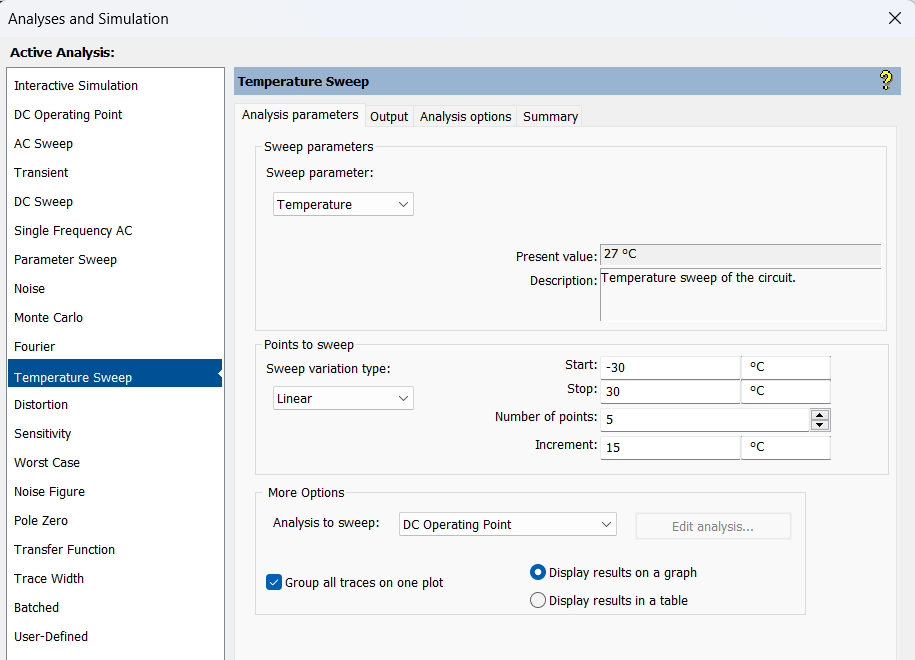 Analyses and Simulation
Active Analysis:
Interactive Simulation
DC Operating Point
AC Sweep
Transient
DC Sweep
Single Frequency AC
Parameter Sweep
Noise
Monte Carlo
Fourier
Temperature Sweep
Distortion
Sensitivity
Worst Case
Noise Figure
Pole Zero
Transfer Function
Trace Width
Batched
User-Defined
Temperature Sweep
?
Analysis parameters Output Analysis options Summary
Sweep parameters
Sweep parameter:
Temperature
Present value: 27 °C
Description: Temperature sweep of the circuit.
Points to sweep
Sweep variation type:
Linear
Start: -30 °C
Stop: 30 °C
Number of points: 5
Increment: 15 °C
More Options
Analysis to sweep: DC Operating Point Edit analysis...
Group all traces on one plot
Display results on a graph
Display results in a table